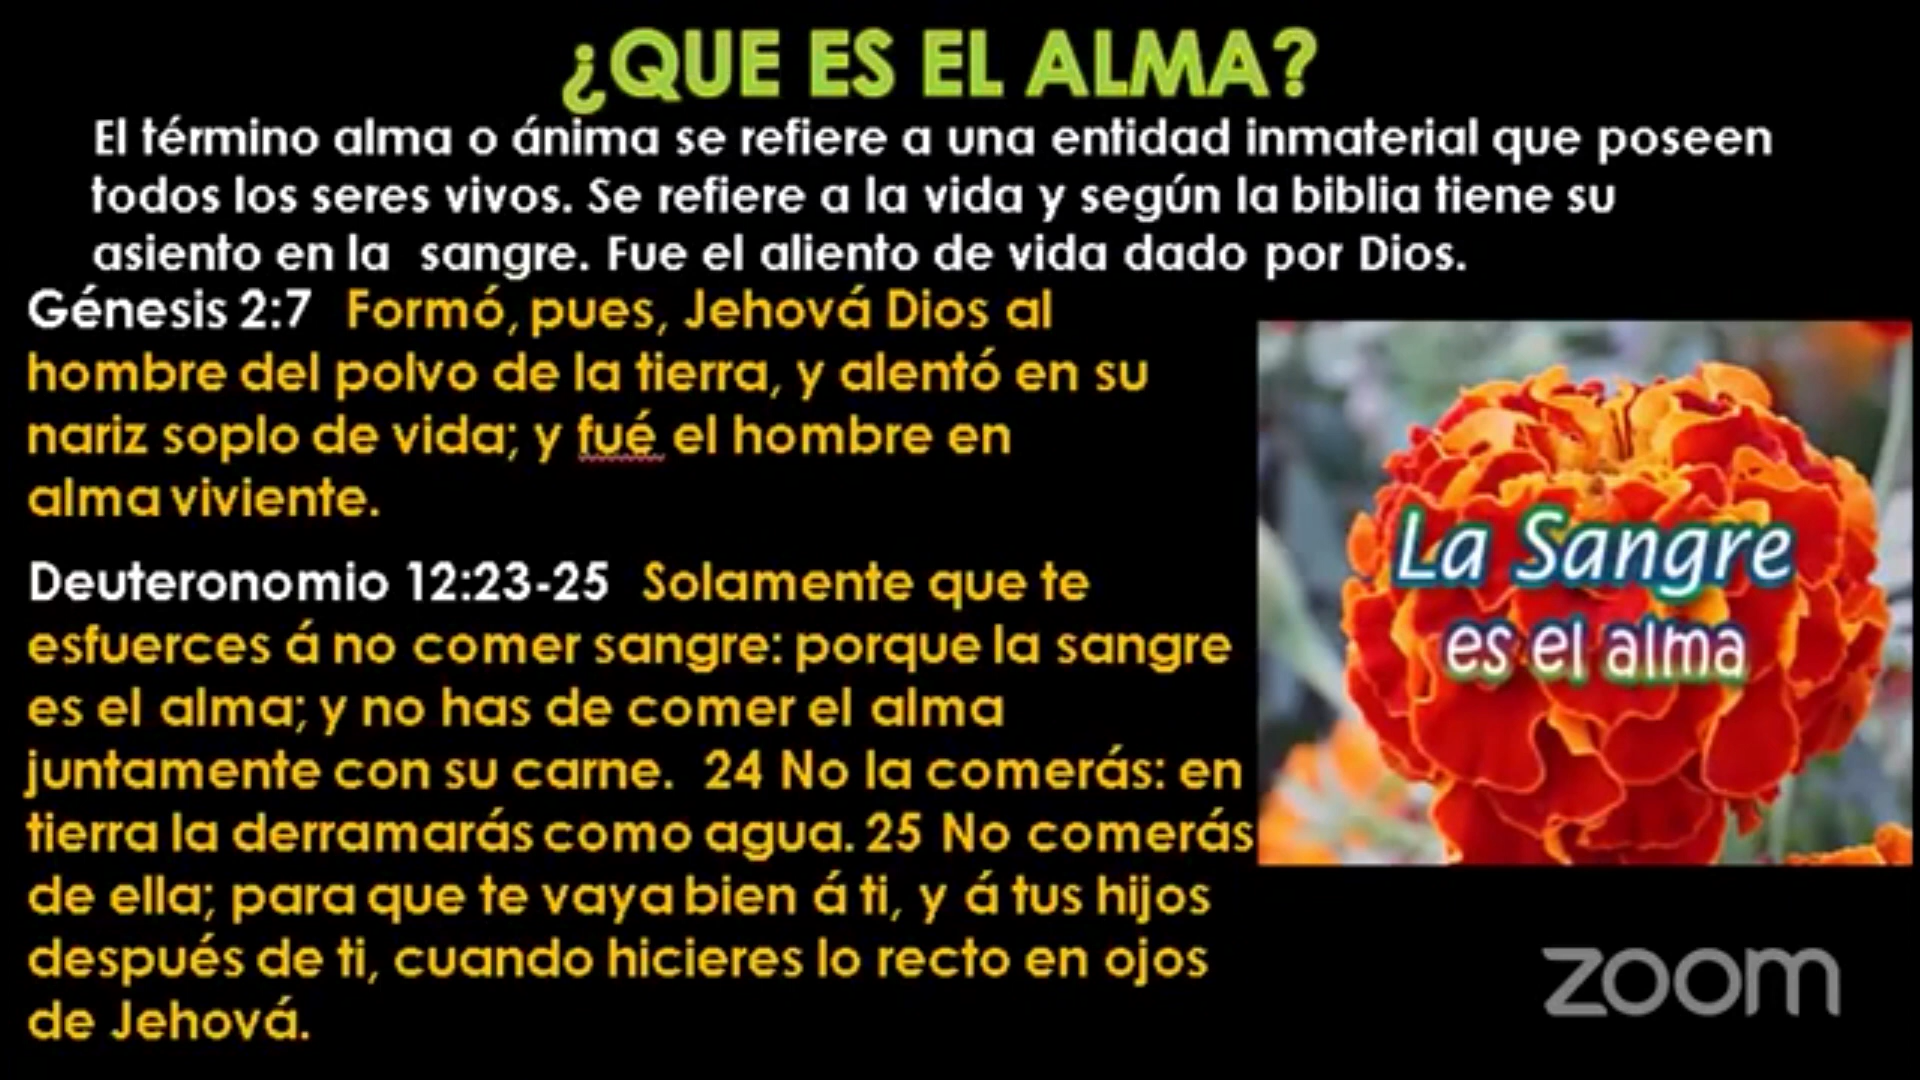 ¿QUE ES EL ALMA?
El término alma o ánima se refiere a una entidad inmaterial que poseen
todos los seres vivos. Se refiere a la vida y según la biblia tiene su
asiento en la sangre. Fue el aliento de vida dado por Dios.
Génesis 2:7 Formó, pues, Jehová Dios al
hombre del polvo de la tierra, y alentó en su
nariz soplo de vida; y fué el hombre en
alma viviente.
Deuteronomio 12:23-25 Solamente que te
esfuerces á no comer sangre: porque la sangre
es el alma; y no has de comer el alma
juntamente con su carne. 24 No la comerás: en
tierra la derramarás como agua. 25 No comerás
de ella; para que te vaya bien á ti, y á tus hijos
después de ti, cuando hicieres lo recto en ojos
de Jehová.
La Sangre
es el alma
zoom